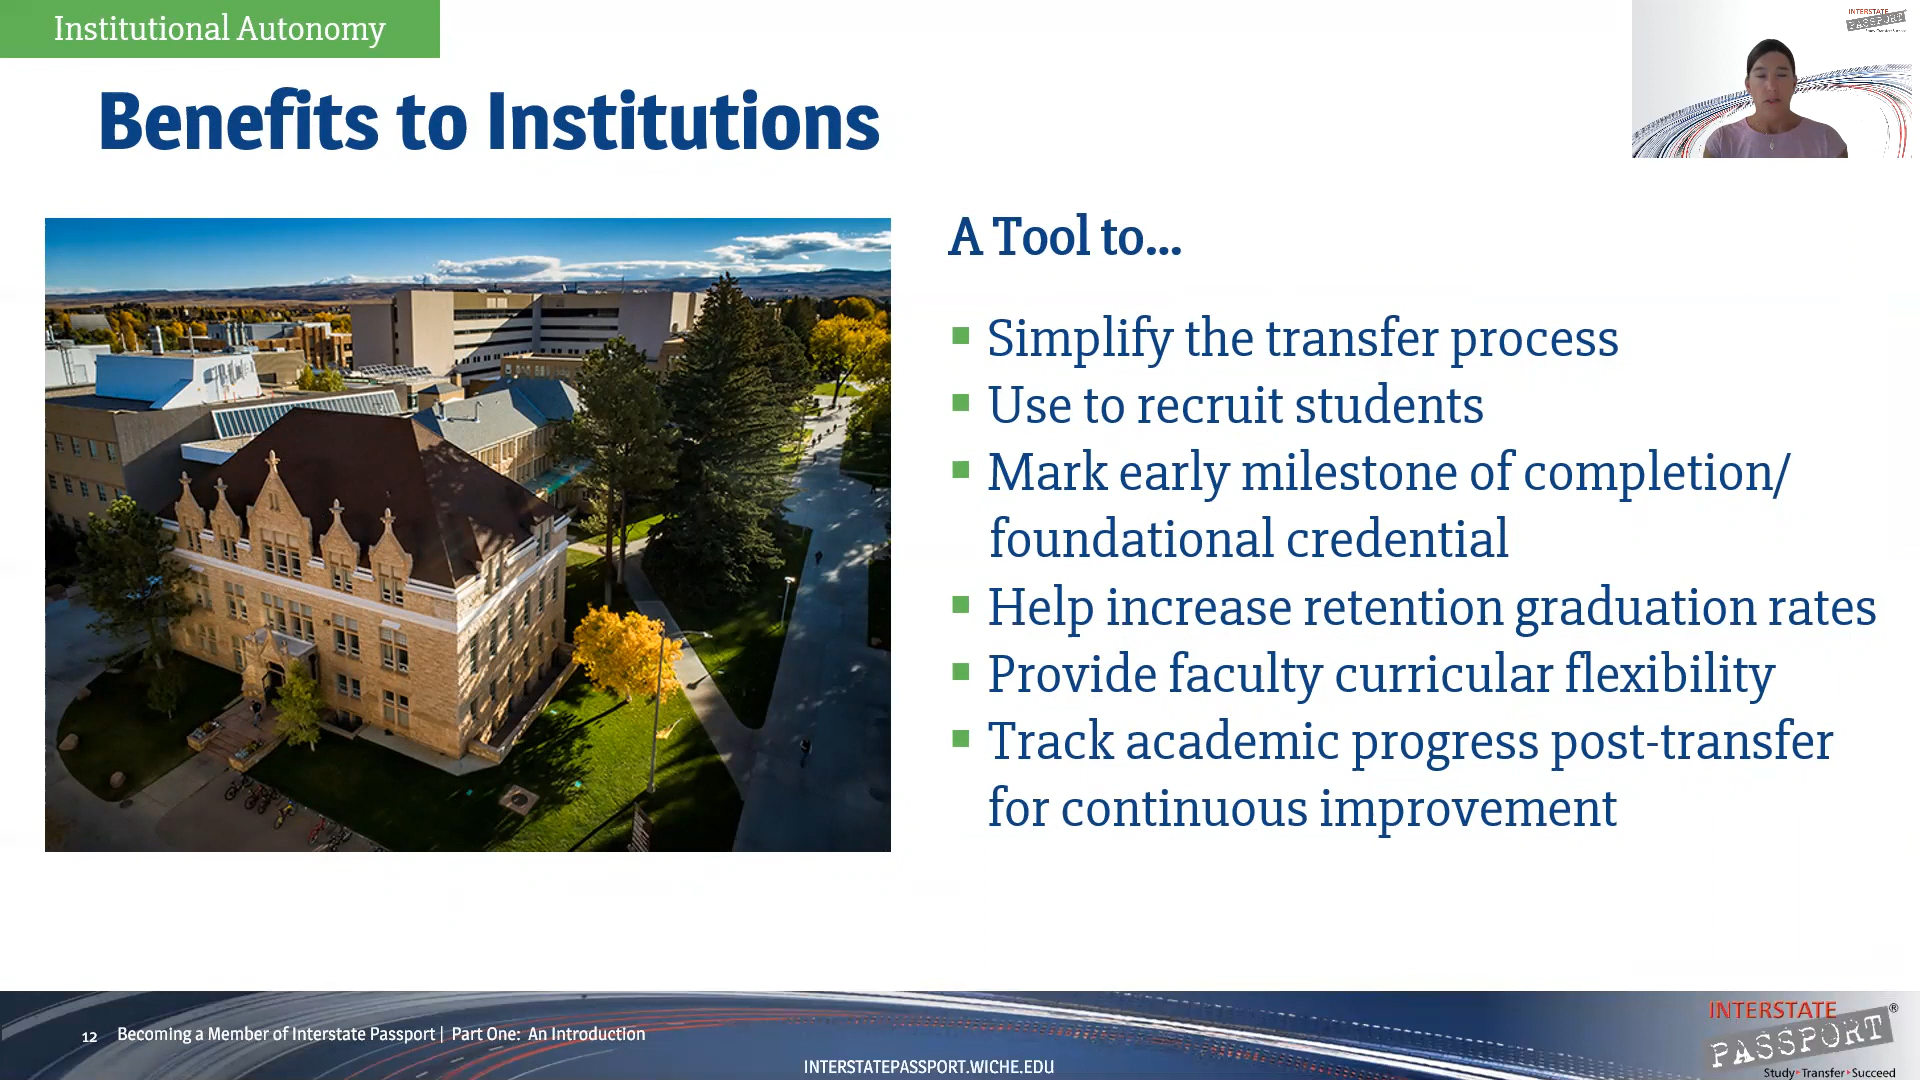 Institutional Autonomy
INTERSTATE
PASSPORT
Benefits to Institutions
A Tool to...
Simplify the transfer process
Use to recruit students
Mark early milestone of completion/
foundational credential
Help increase retention graduation rates
Provide faculty curricular flexibility
Track academic progress post-transfer
for continuous improvement
12 Becoming a Member of Interstate Passport | Part One: An Introduction
INTERSTATEPASSPORT.WICHE.EDU
INTERSTATE
PASSPORT®
Study▸Transfer▸Succeed